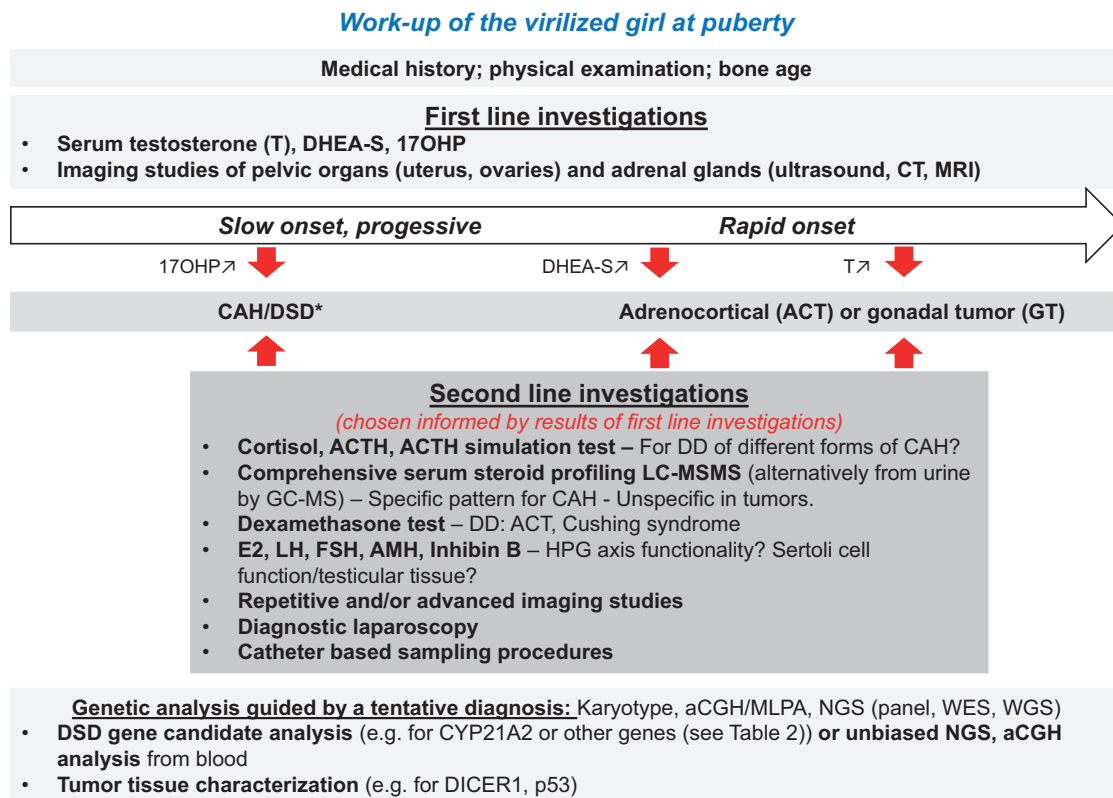 Work-up of the virilized girl at puberty
Medical history; physical examination; bone age
First line investigations
• Serum testosterone (T), DHEA-S, 17OHP
• Imaging studies of pelvic organs (uterus, ovaries) and adrenal glands (ultrasound, CT, MRI)
Slow onset, progessive Rapid onset
17OHP↗ DHEA-S↗ T↗
CAH/DSD* Adrenocortical (ACT) or gonadal tumor (GT)
Second line investigations
(chosen informed by results of first line investigations)
• Cortisol, ACTH, ACTH simulation test – For DD of different forms of CAH?
• Comprehensive serum steroid profiling LC-MSMS (alternatively from urine
by GC-MS) – Specific pattern for CAH - Unspecific in tumors.
• Dexamethasone test – DD: ACT, Cushing syndrome
• E2, LH, FSH, AMH, Inhibin B – HPG axis functionality? Sertoli cell
function/testicular tissue?
• Repetitive and/or advanced imaging studies
• Diagnostic laparoscopy
• Catheter based sampling procedures
Genetic analysis guided by a tentative diagnosis: Karyotype, aCGH/MLPA, NGS (panel, WES, WGS)
• DSD gene candidate analysis (e.g. for CYP21A2 or other genes (see Table 2)) or unbiased NGS, aCGH
analysis from blood
• Tumor tissue characterization (e.g. for DICER1, p53)